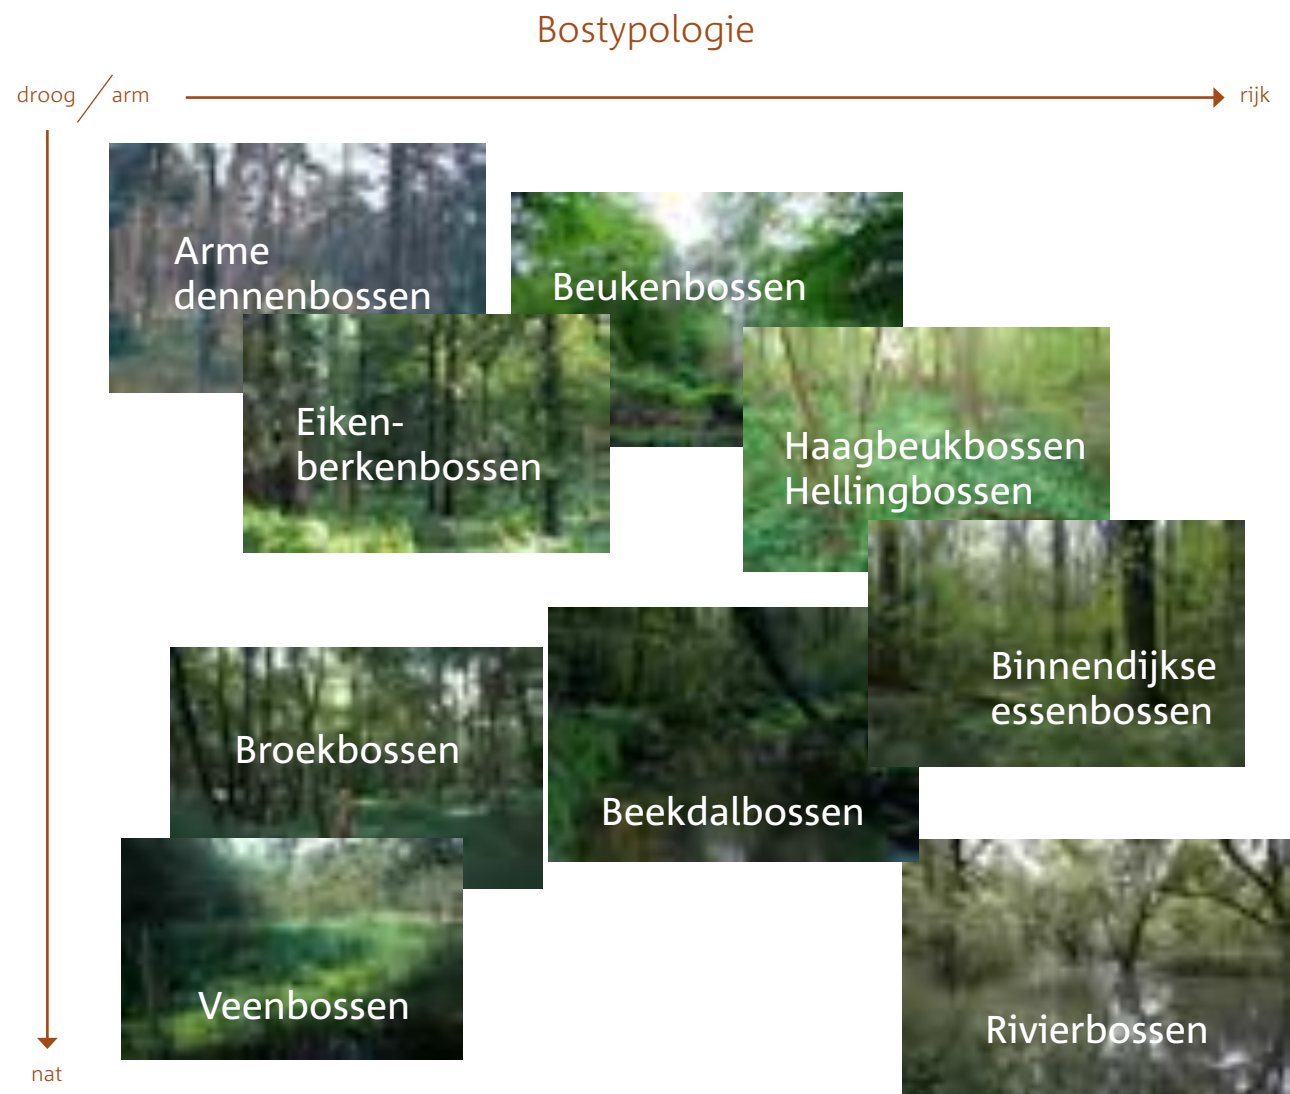 Bostypologie
droog / arm
rijk
Arme
dennenbossen
Beukenbossen
Eiken-
berkenbossen
Haagbeukbossen
Hellingbossen
Binnendijkse
essenbossen
Broekbossen
Beekdalbossen
Veenbossen
Rivierbossen
nat